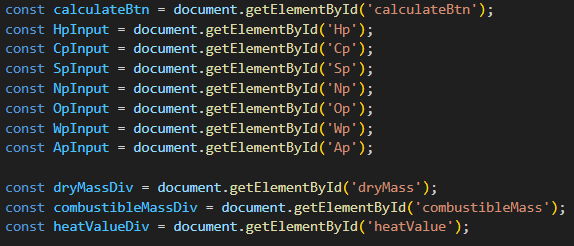 const calculateBtn = document.getElementById('calculateBtn');
const HpInput = document.getElementById('Hp');
const CpInput = document.getElementById('Cp');
const SpInput = document.getElementById('Sp');
const NpInput = document.getElementById('Np');
const OpInput = document.getElementById('Op');
const WpInput = document.getElementById('Wp');
const ApInput = document.getElementById('Ap');
const dryMassDiv = document.getElementById('dryMass');
const combustibleMassDiv = document.getElementById('combustibleMass');
const heatValueDiv = document.getElementById('heatValue');